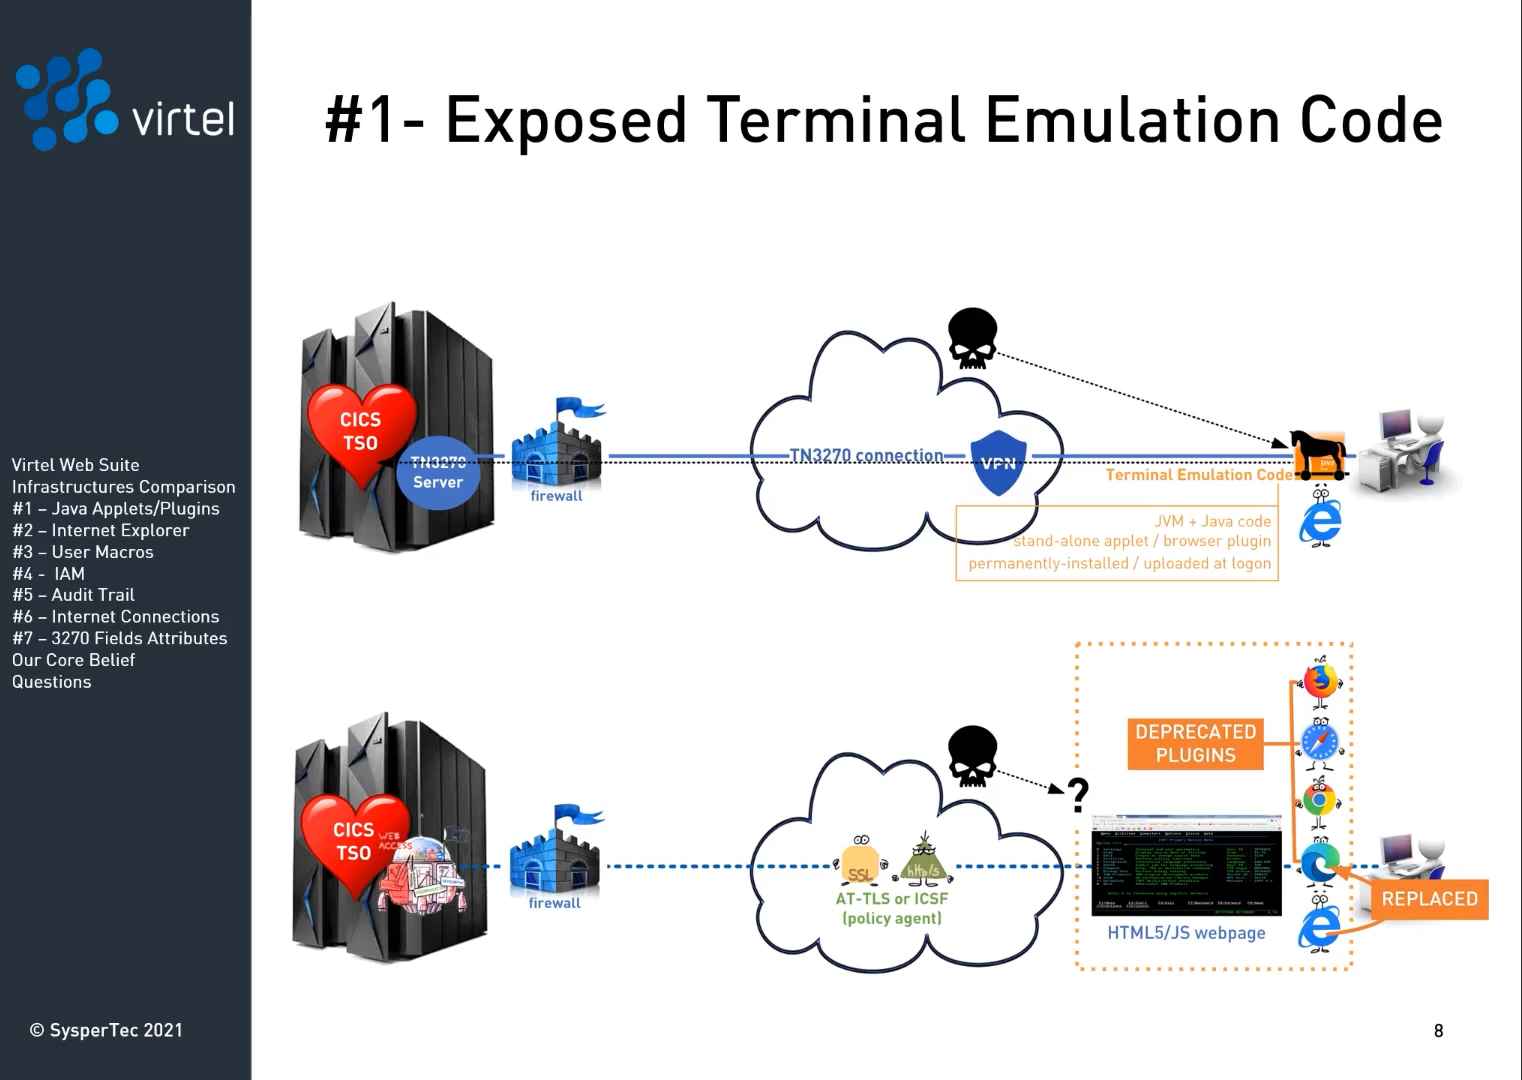 virtel
#1- Exposed Terminal Emulation Code
Virtel Web Suite
Infrastructures Comparison
#1 – Java Applets/Plugins
#2 – Internet Explorer
#3 – User Macros
#4 - IAM
#5 – Audit Trail
#6 – Internet Connections
#7 – 3270 Fields Attributes
Our Core Belief
Questions
© SysperTec 2021
CICS
TSO
TN3270
Server
firewall
TN3270 connection
VPN
Terminal Emulation Code
java
JVM + Java code
stand-alone applet / browser plugin
permanently-installed / uploaded at logon
CICS
TSO
WEB
ACCESS
firewall
SSL
http/s
AT-TLS or ICSF
(policy agent)
?
DEPRECATED
PLUGINS
HTML5/JS webpage
REPLACED
8